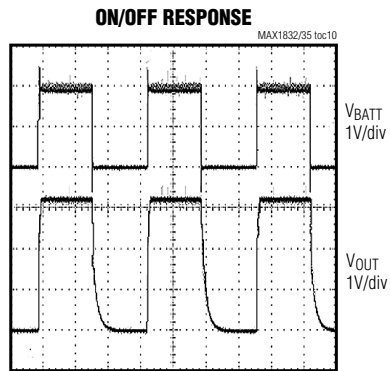 ON/OFF RESPONSE
MAX1832/35 toc10
VBATT
1V/div
VOUT
1V/div